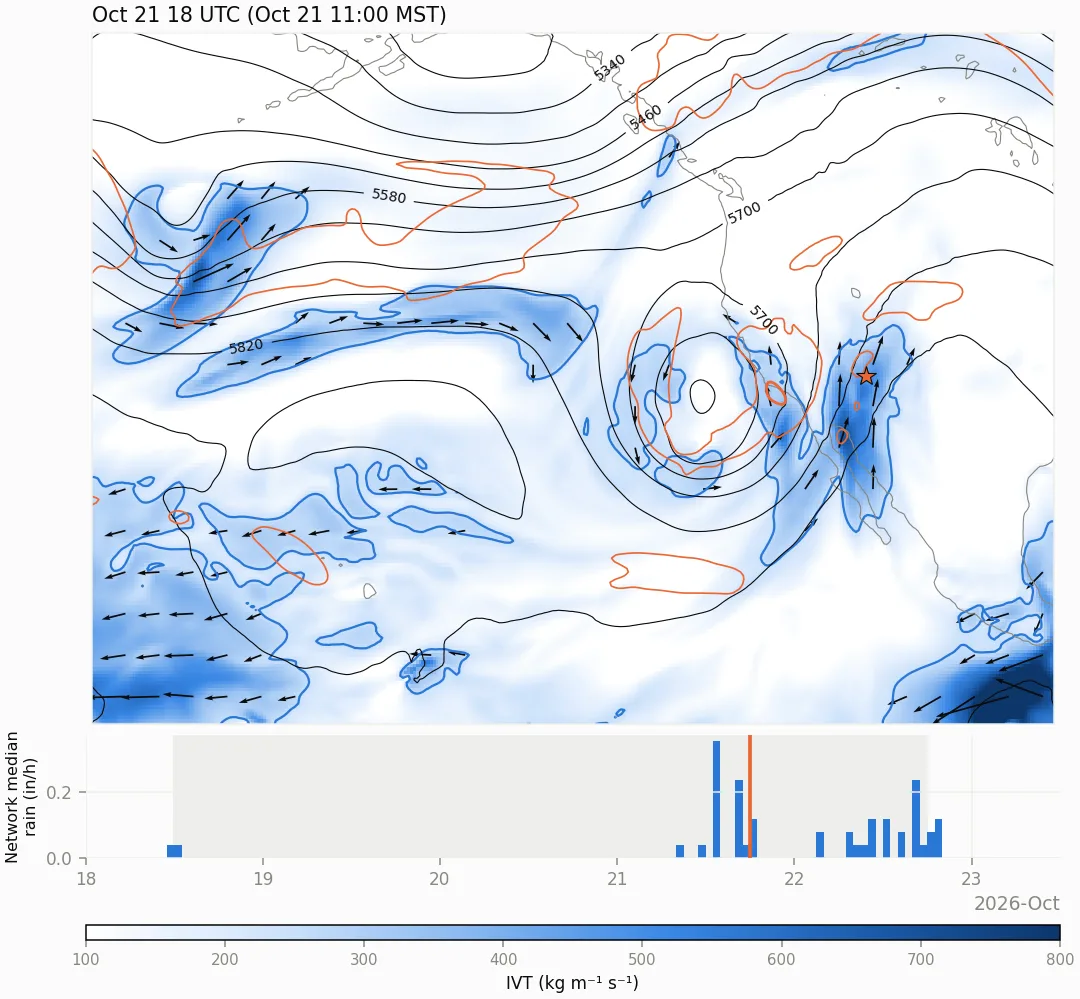 Oct 21 18 UTC (Oct 21 11:00 MST)
5340
5460
5580
5700
5700
5820
Network median
rain (in/h)
0.2
0.0
18 19 20 21 22 23
2026-Oct
100 200 300 400 500 600 700 800
IVT (kg m⁻¹ s⁻¹)